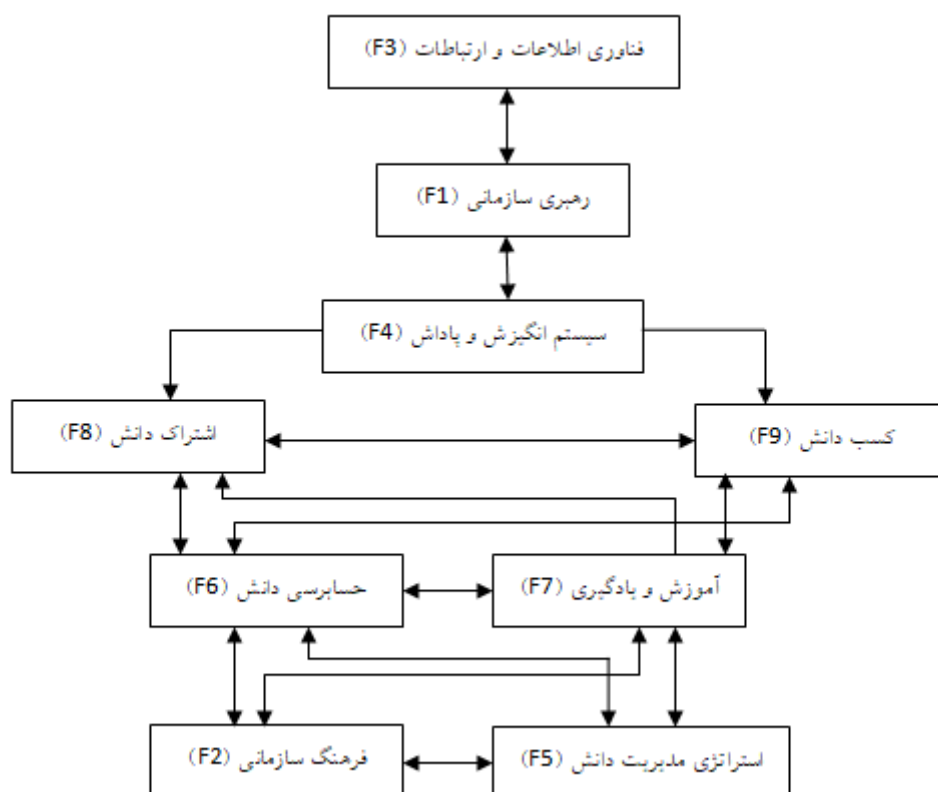 فناوری اطلاعات و ارتباطات (F3)
رهبری سازمانی (F1)
سیستم انگیزش و پاداش (F4)
کسب دانش (F9)
اشتراک دانش (F8)
آموزش و یادگیری (F7)
حسابرسی دانش (F6)
استراتژی مدیریت دانش (F5)
فرهنگ سازمانی (F2)